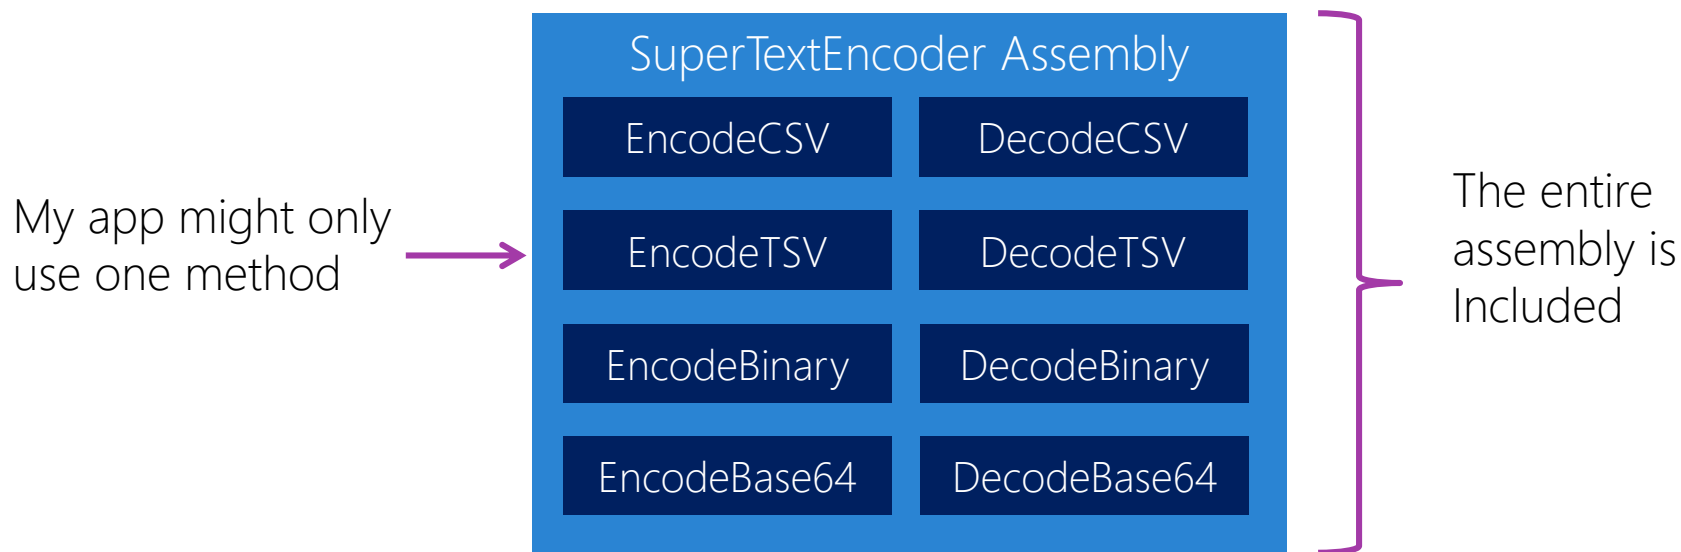 SuperTextEncoder Assembly
EncodeCSV
DecodeCSV
My app might only
use one method
EncodeTSV
DecodeTSV
EncodeBinary
DecodeBinary
EncodeBase64
DecodeBase64
The entire
assembly is
Included